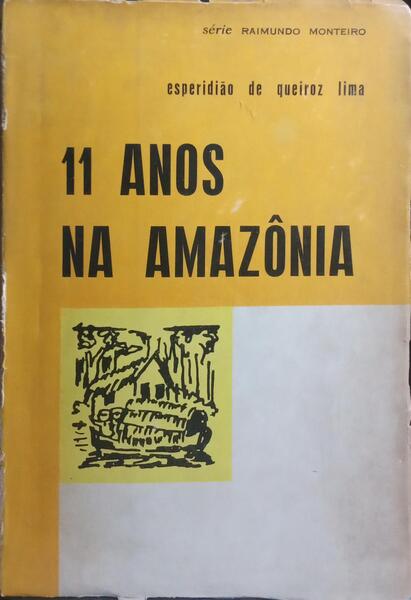 série RAIMUNDO MONTEIRO
esperidião de queiroz lima
11 ANOS
NA AMAZÔNIA